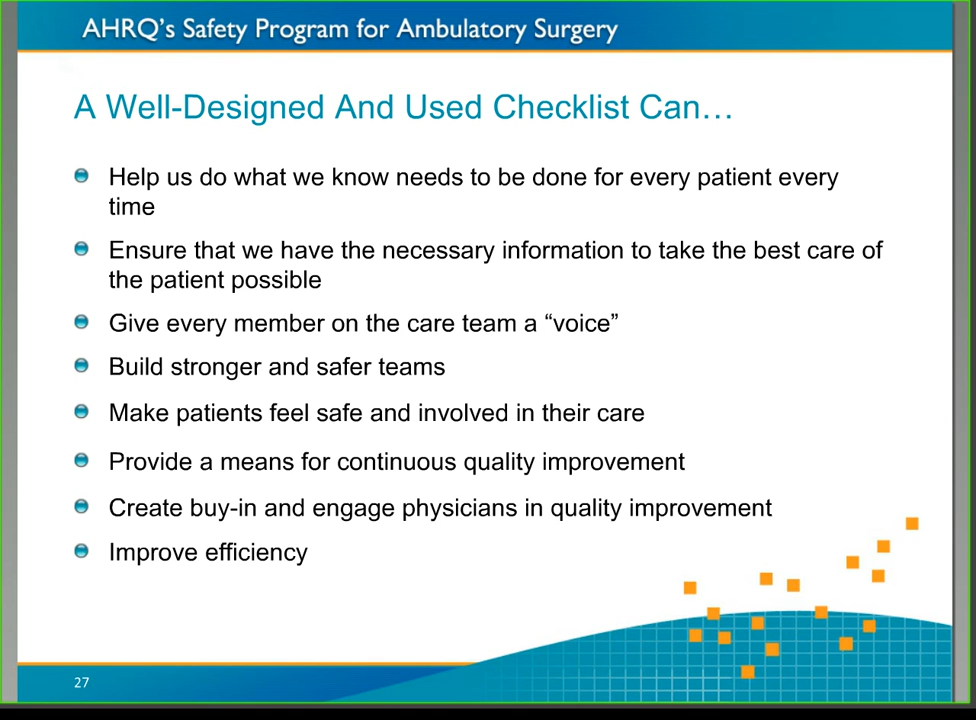 AHRQ's Safety Program for Ambulatory Surgery
A Well-Designed And Used Checklist Can…
Help us do what we know needs to be done for every patient every
time
Ensure that we have the necessary information to take the best care of
the patient possible
Give every member on the care team a “voice”
Build stronger and safer teams
Make patients feel safe and involved in their care
Provide a means for continuous quality improvement
Create buy-in and engage physicians in quality improvement
Improve efficiency
27